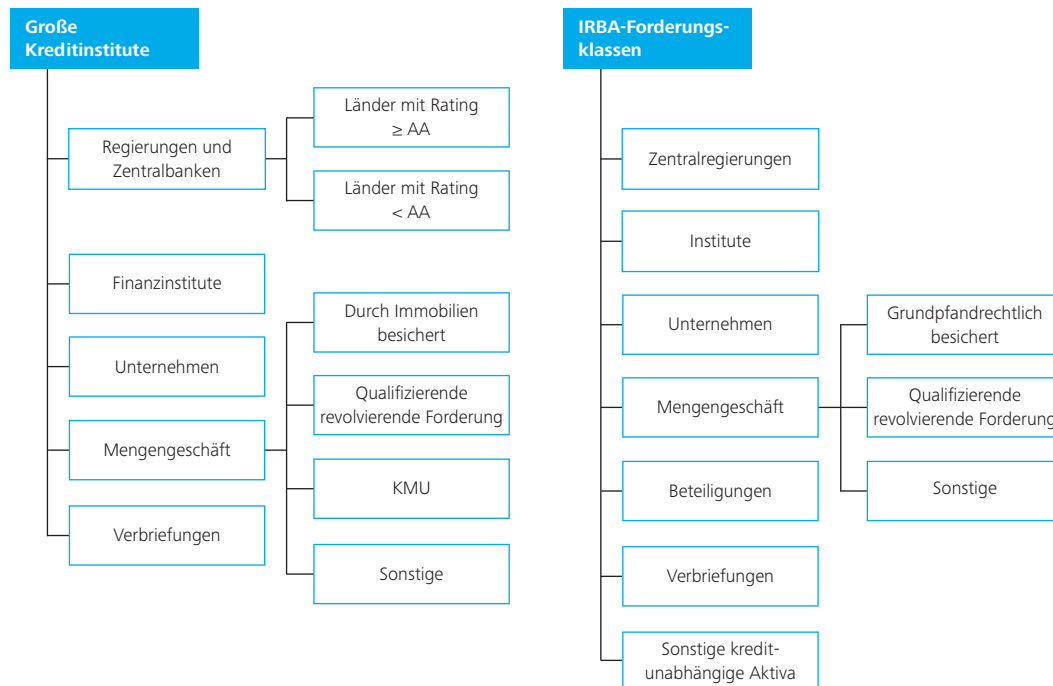 Große
Kreditinstitute
Regierungen und
Zentralbanken
Länder mit Rating
≥ AA
Länder mit Rating
< AA
Finanzinstitute
Unternehmen
Mengengeschäft
Durch Immobilien
besichert
Qualifizierende
revolvierende Forderung
KMU
Sonstige
Verbriefungen
IRBA-Forderungs-
klassen
Zentralregierungen
Institute
Unternehmen
Mengengeschäft
Grundpfandrechtlich
besichert
Qualifizierende
revolvierende Forderung
Sonstige
Beteiligungen
Verbriefungen
Sonstige kredit-
unabhängige Aktiva